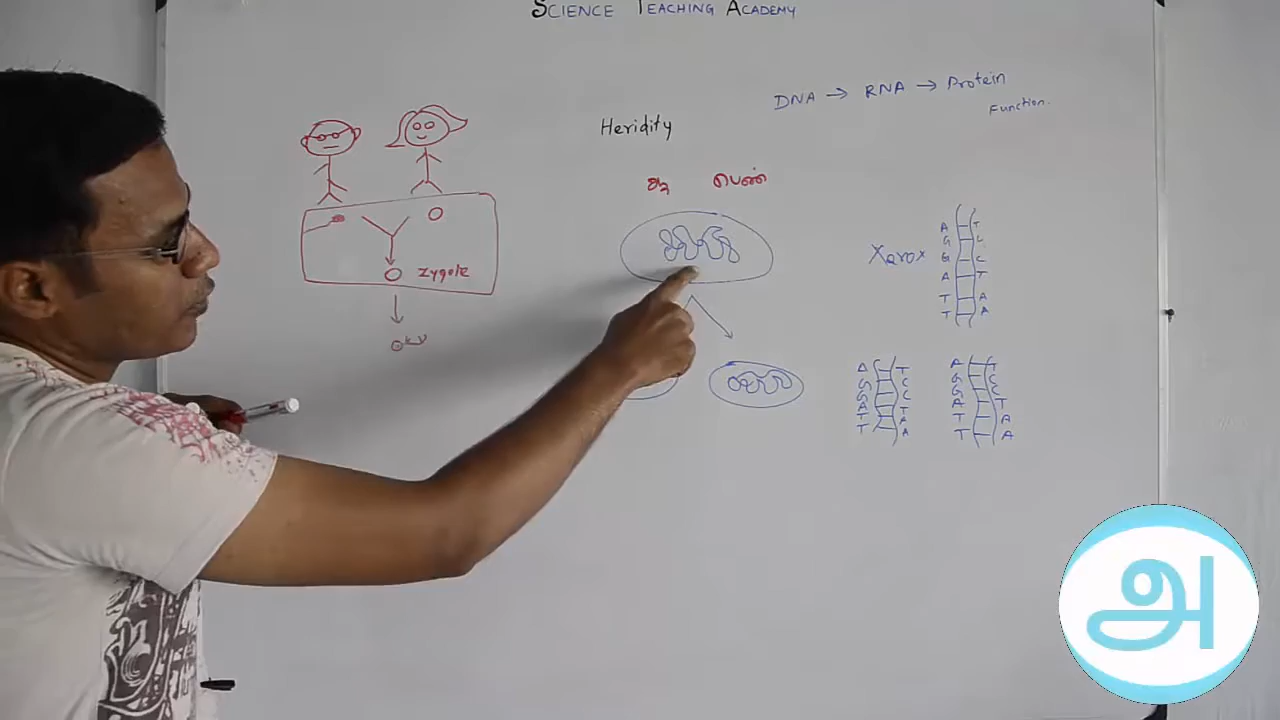 SCIENCE TEACHING ACADEMY
DNA → RNA → Protein
Function.
Heridity
ஆ பெண்
Zygote
Xerox
A T
G C
G C
A T
T A
T A
A T A T
G C G C
G C G C
A T A T
T A T A
T A T A
அ